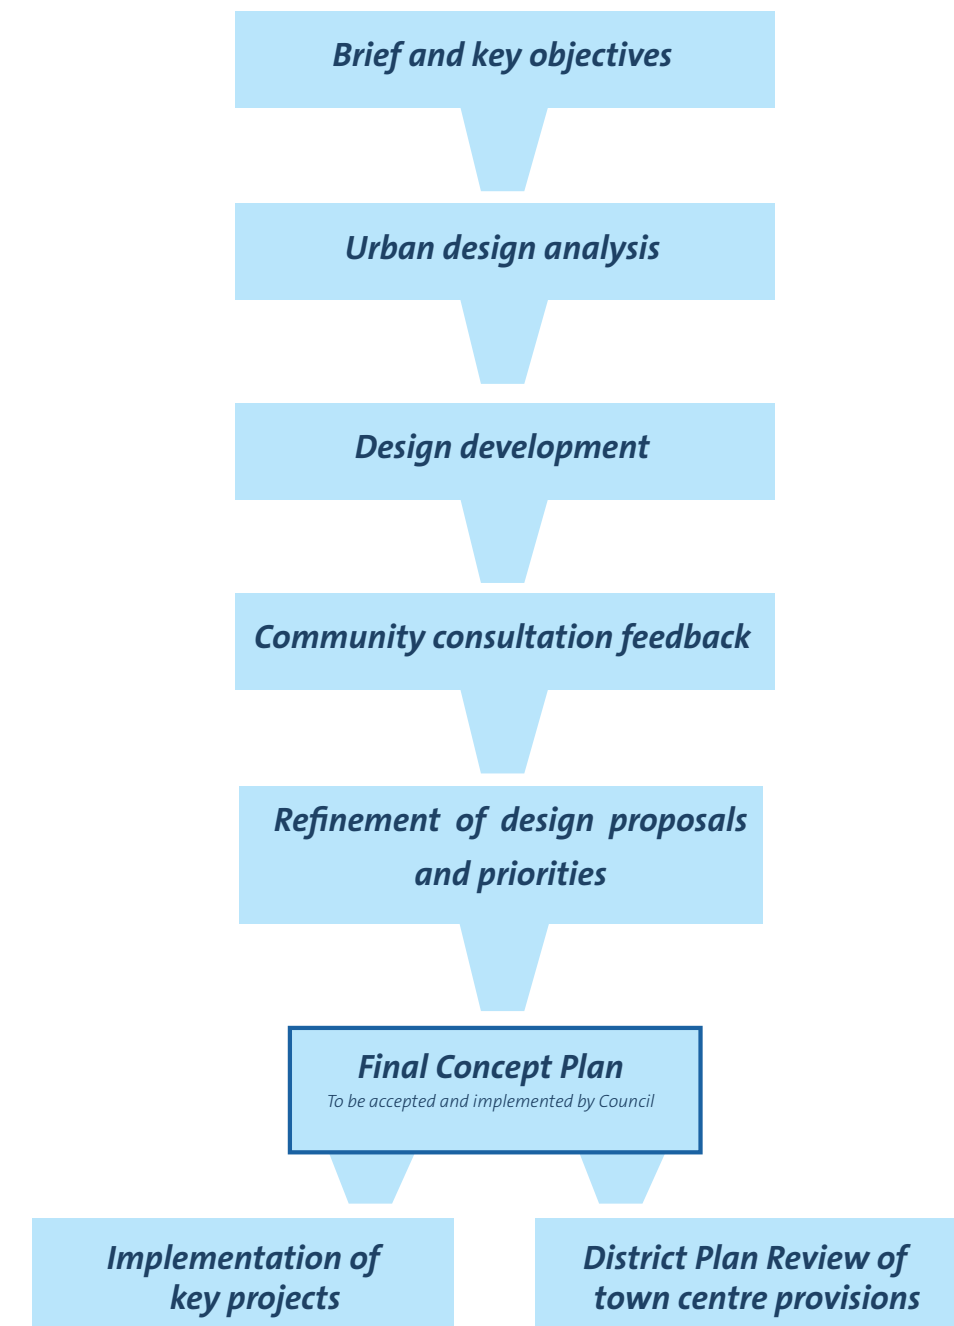 Brief and key objectives
Urban design analysis
Design development
Community consultation feedback
Refinement of design proposals
and priorities
Final Concept Plan
To be accepted and implemented by Council
Implementation of
key projects
District Plan Review of
town centre provisions